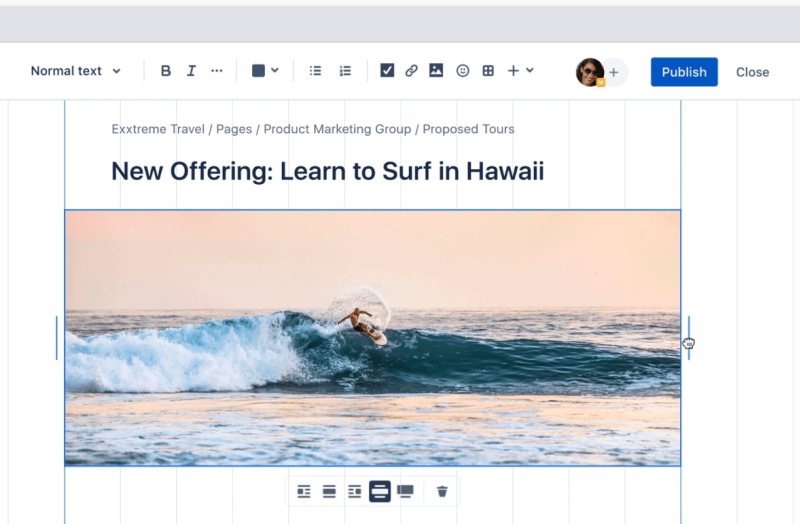 Normal text B I Publish Close
Exxtreme Travel / Pages / Product Marketing Group / Proposed Tours
New Offering: Learn to Surf in Hawaii